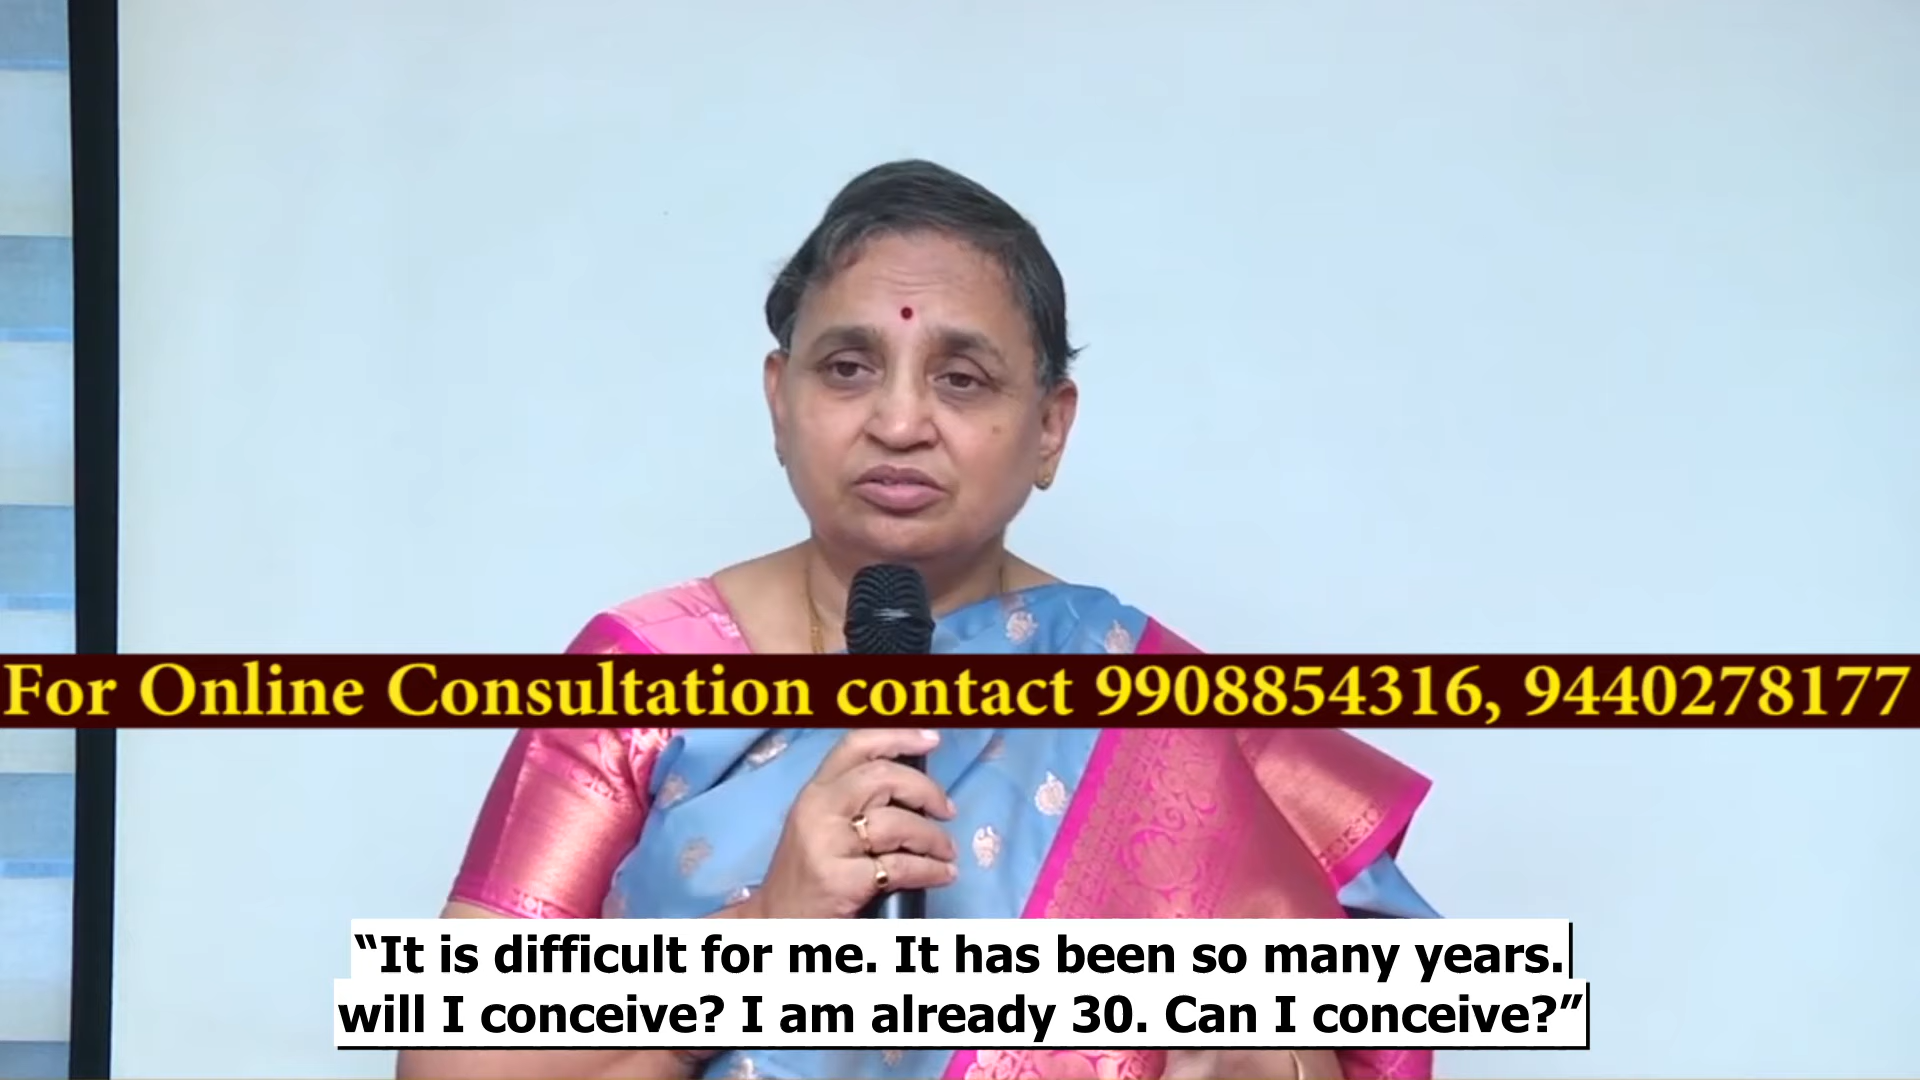 For Online Consultation contact 9908854316, 9440278177
“It is difficult for me. It has been so many years.
will I conceive? I am already 30. Can I conceive?”